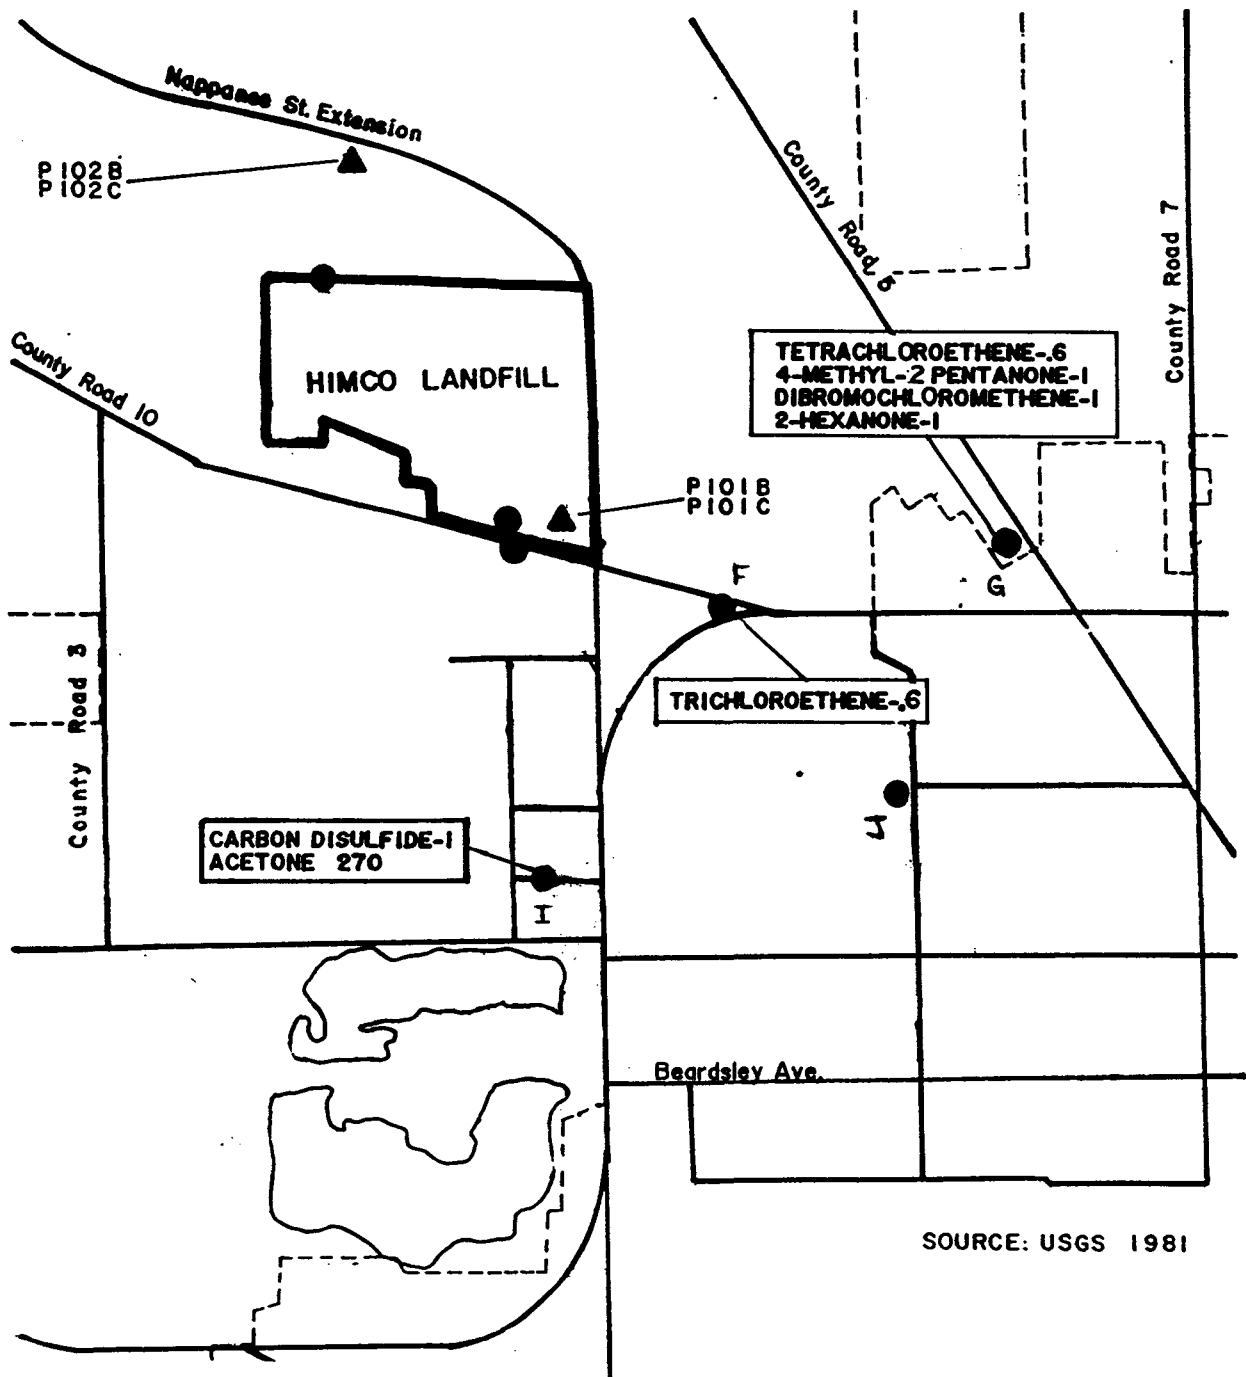 Nappanee St. Extension
P102B
P102C
County Road 5
County Road 7
County Road 10
HIMCO LANDFILL
TETRACHLOROETHENE-.6
4-METHYL-2 PENTANONE-1
DIBROMOCHLOROMETHENE-1
2-HEXANONE-1
P101B
P101C
F
G
County Road 3
TRICHLOROETHENE-.6
CARBON DISULFIDE-1
ACETONE 270
I
Beardsley Ave.
SOURCE: USGS 1981